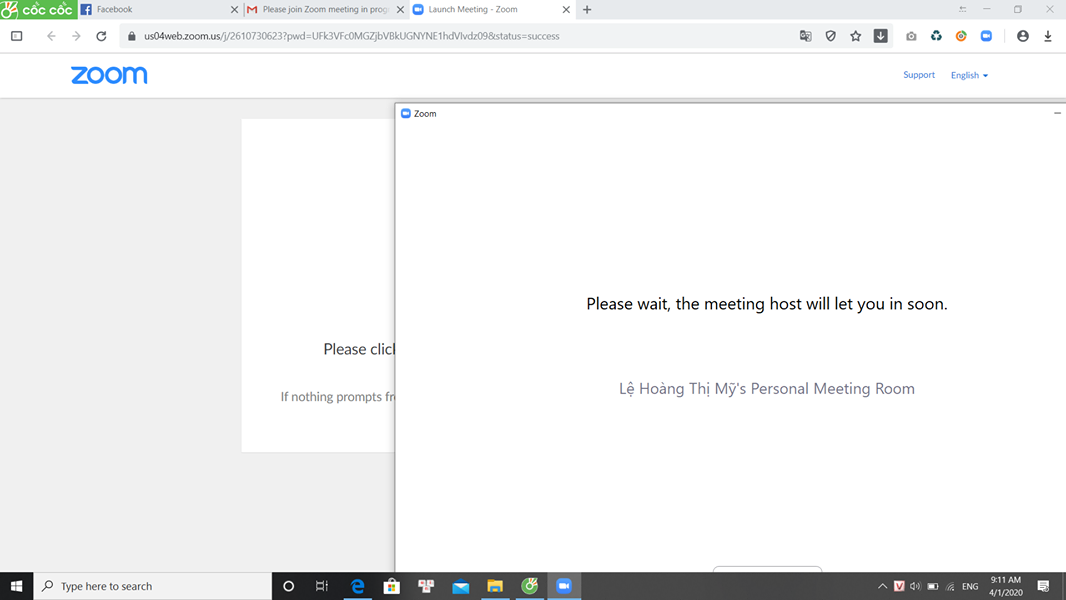 cốc cốc
Facebook
Please join Zoom meeting in prog
Launch Meeting - Zoom
us04web.zoom.us/j/2610730623?pwd=UFk3VFc0MGZjbVBkUGNYNE1hdVlvdz09&status=success
zoom
Support
English
Zoom
Please wait, the meeting host will let you in soon.
Please click
Lệ Hoàng Thị Mỹ's Personal Meeting Room
If nothing prompts fr
Type here to search
ENG
9:11 AM
4/1/2020